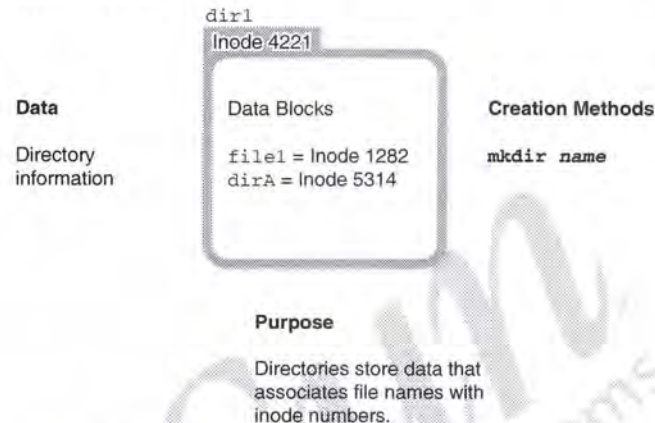 dir1
Inode 4221
Data
Directory
information
Data Blocks
file1 = Inode 1282
dirA = Inode 5314
Creation Methods
mkdir name
Purpose
Directories store data that
associates file names with
inode numbers.